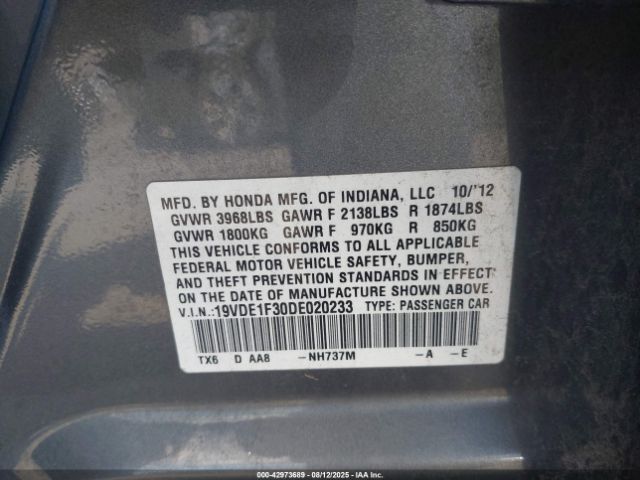 MFD. BY HONDA MFG. OF INDIANA, LLC 10/'12
GVWR 3968LBS GAWR F 2138LBS R 1874LBS
GVWR 1800KG GAWR F 970KG R 850KG
THIS VEHICLE CONFORMS TO ALL APPLICABLE
FEDERAL MOTOR VEHICLE SAFETY, BUMPER,
AND THEFT PREVENTION STANDARDS IN EFFECT
ON THE DATE OF MANUFACTURE SHOWN ABOVE.
V.I.N.:19VDE1F30DE020233 TYPE: PASSENGER CAR
TX6 D AA8 -NH737M -A -E
000-42973689 - 08/12/2025 - IAAI.COM